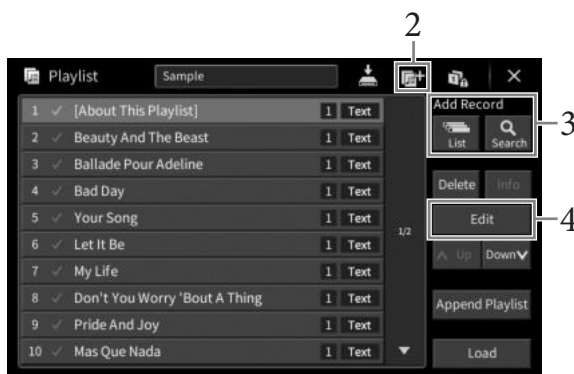 2
Playlist Sample
1 [About This Playlist] 1 Text
2 Beauty And The Beast 1 Text
3 Ballade Pour Adeline 1 Text
4 Bad Day 1 Text
5 Your Song 1 Text
6 Let It Be 1 Text
7 My Life 1 Text
8 Don't You Worry 'Bout A Thing 1 Text
9 Pride And Joy 1 Text
10 Mas Que Nada 1 Text
1/2
Add Record
List Search
3
Delete Info
Edit
4
Up Down
Append Playlist
Load